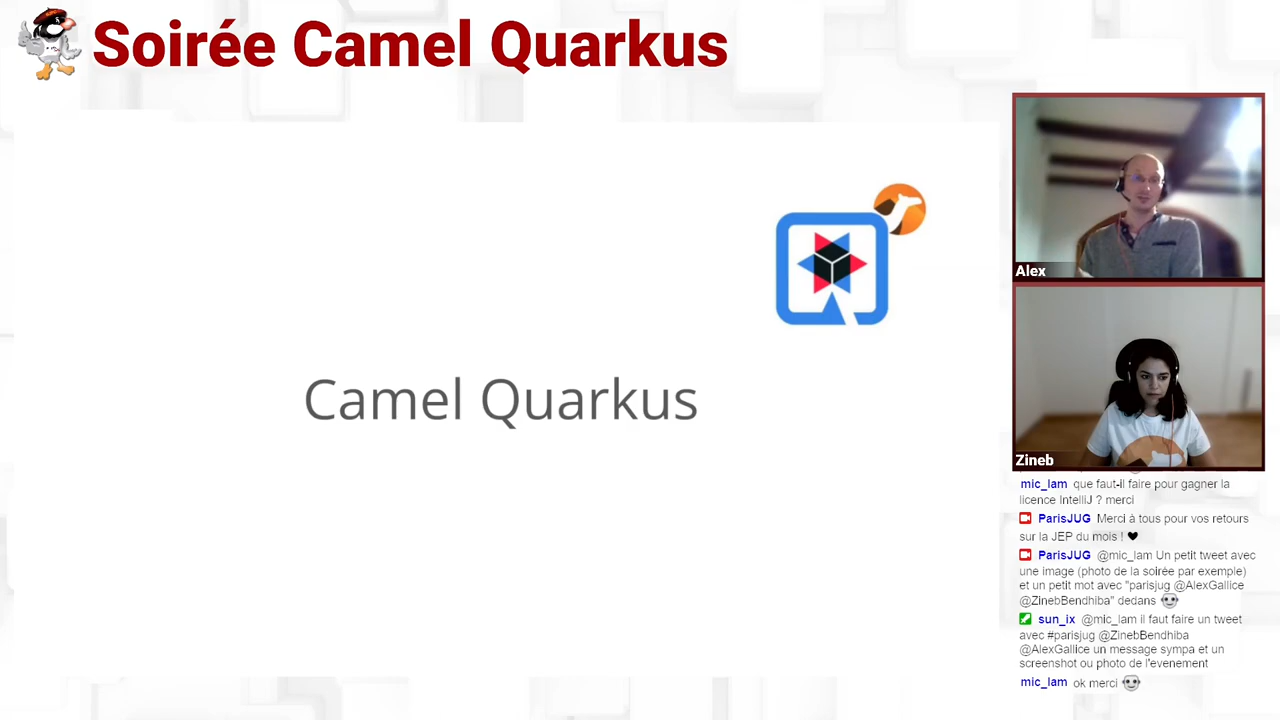 Soirée Camel Quarkus
Camel Quarkus
Alex
Zineb
mic_lam que faut-il faire pour gagner la
licence IntelliJ ? merci
ParisJUG Merci à tous pour vos retours
sur la JEP du mois ! ♥
ParisJUG @mic_lam Un petit tweet avec
une image (photo de la soirée par exemple)
et un petit mot avec "parisjug @AlexGallice
@ZinebBendhiba" dedans
sun_ix @mic_lam il faut faire un tweet
avec #parisjug @ZinebBendhiba
@AlexGallice un message sympa et un
screenshot ou photo de l'evenement
mic_lam ok merci